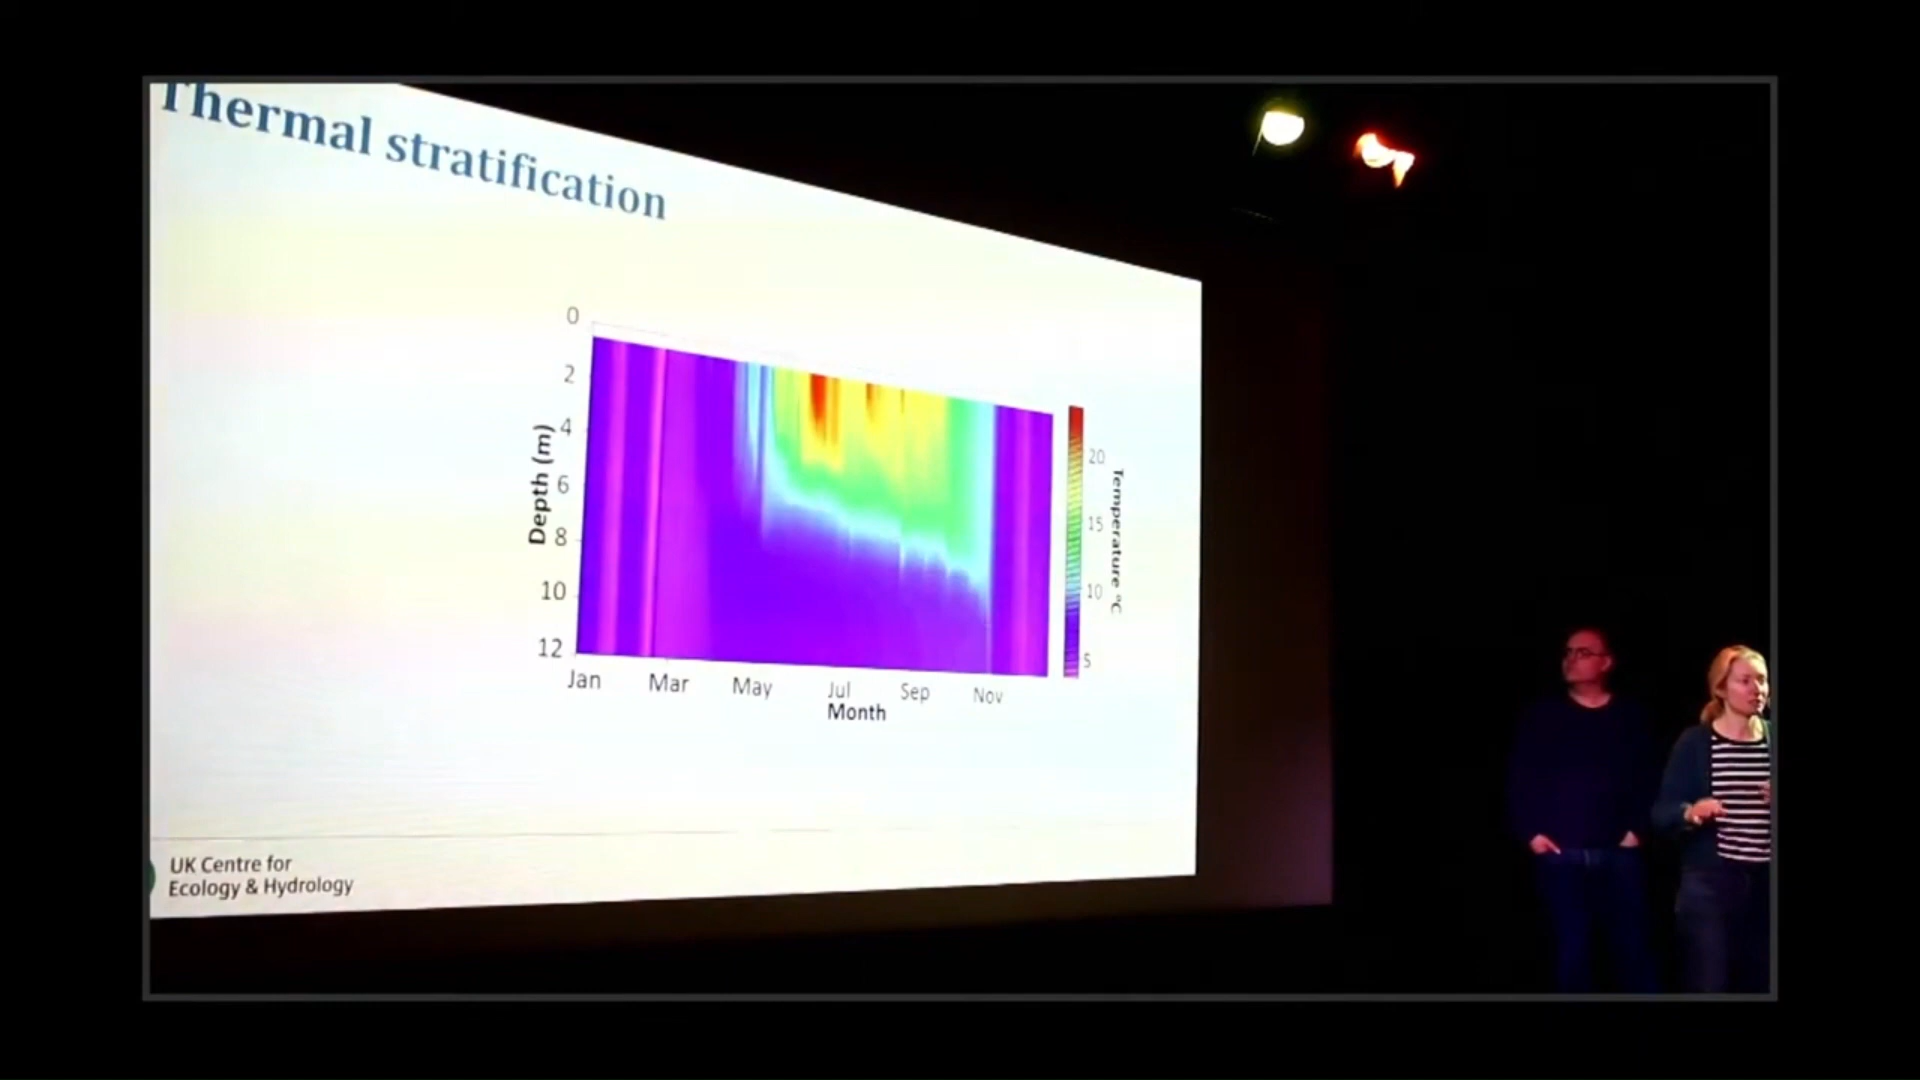 Thermal stratification
0
2
4
6
8
10
12
Depth (m)
Jan Mar May Jul Sep Nov
Month
20
15
10
5
Temperature °C
UK Centre for
Ecology & Hydrology